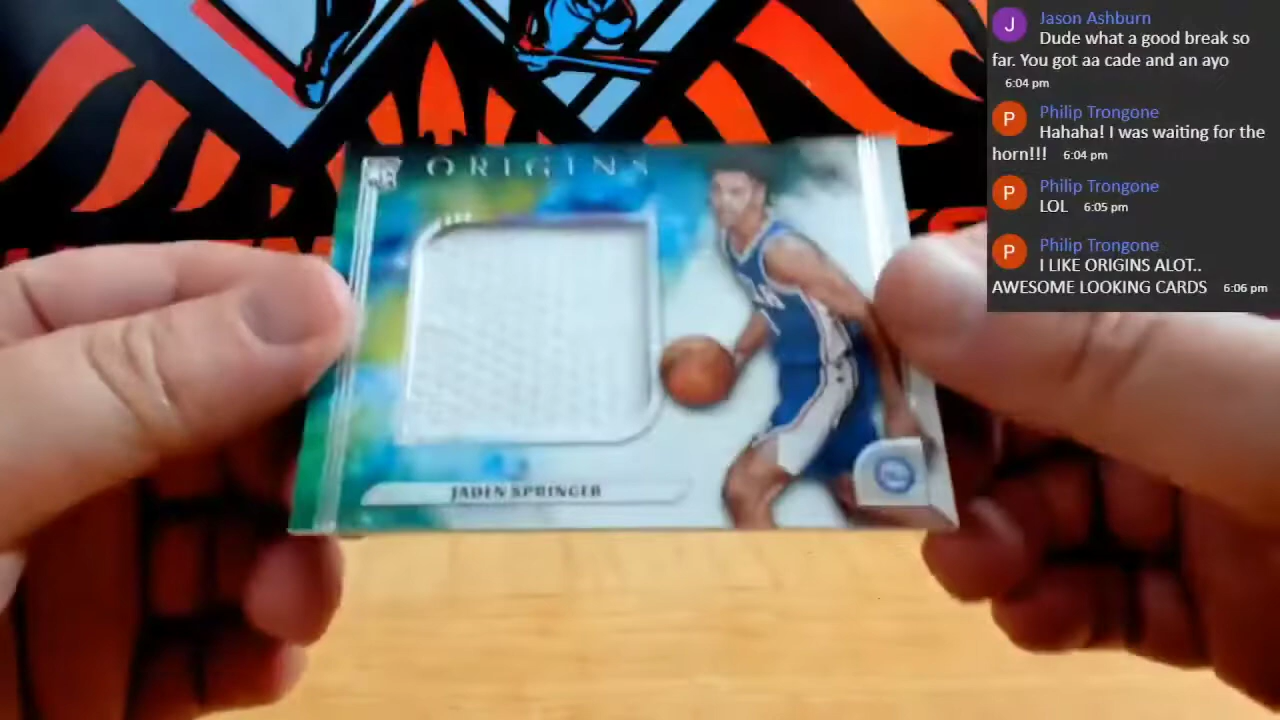 J Jason Ashburn
Dude what a good break so
far. You got aa cade and an ayo
6:04 pm
P Philip Trongone
Hahaha! I was waiting for the
horn!!! 6:04 pm
P Philip Trongone
LOL 6:05 pm
P Philip Trongone
I LIKE ORIGINS ALOT..
AWESOME LOOKING CARDS 6:06 pm
ORIGINS
JADEN SPRINGER